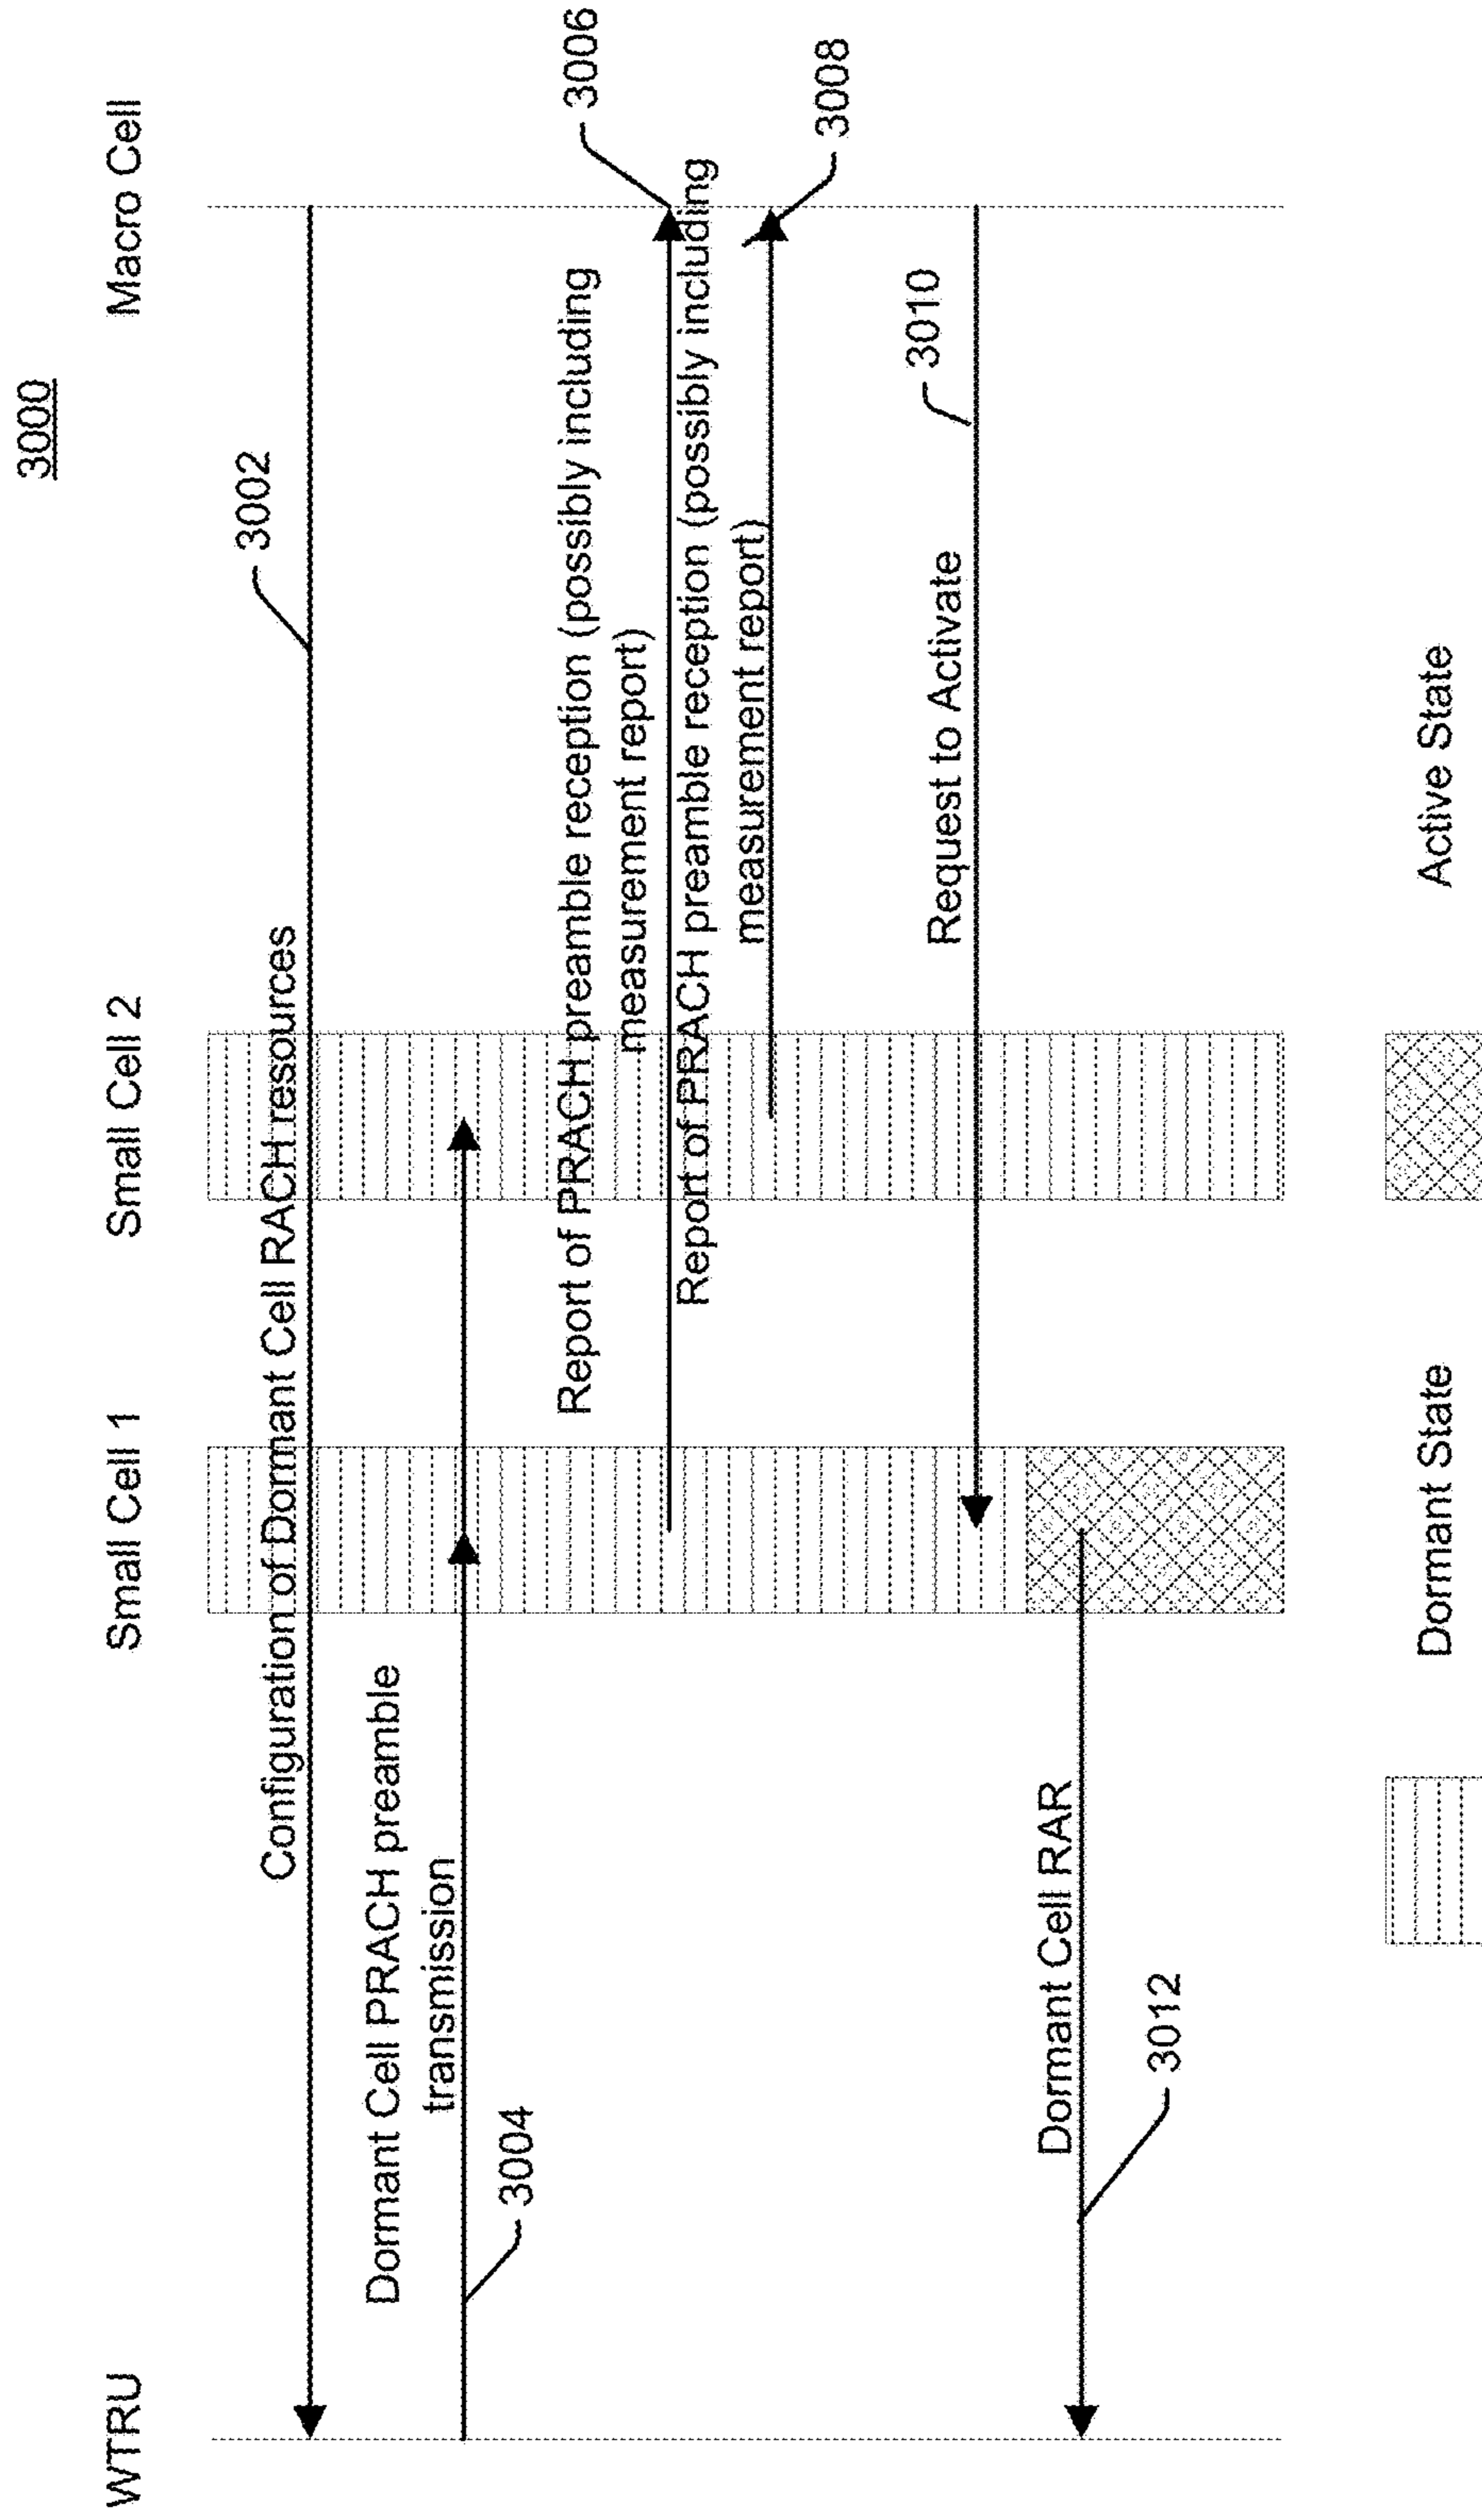 3000
WTRU
Small Cell 1
Small Cell 2
Macro Cell
3002
Configuration of Dormant Cell RACH resources
Dormant Cell PRACH preamble
transmission
3004
Report of PRACH preamble reception (possibly including
measurement report)
3006
Report of PRACH preamble reception (possibly including
measurement report)
3008
3010
Request to Activate
Dormant Cell RAR
3012
Dormant State
Active State